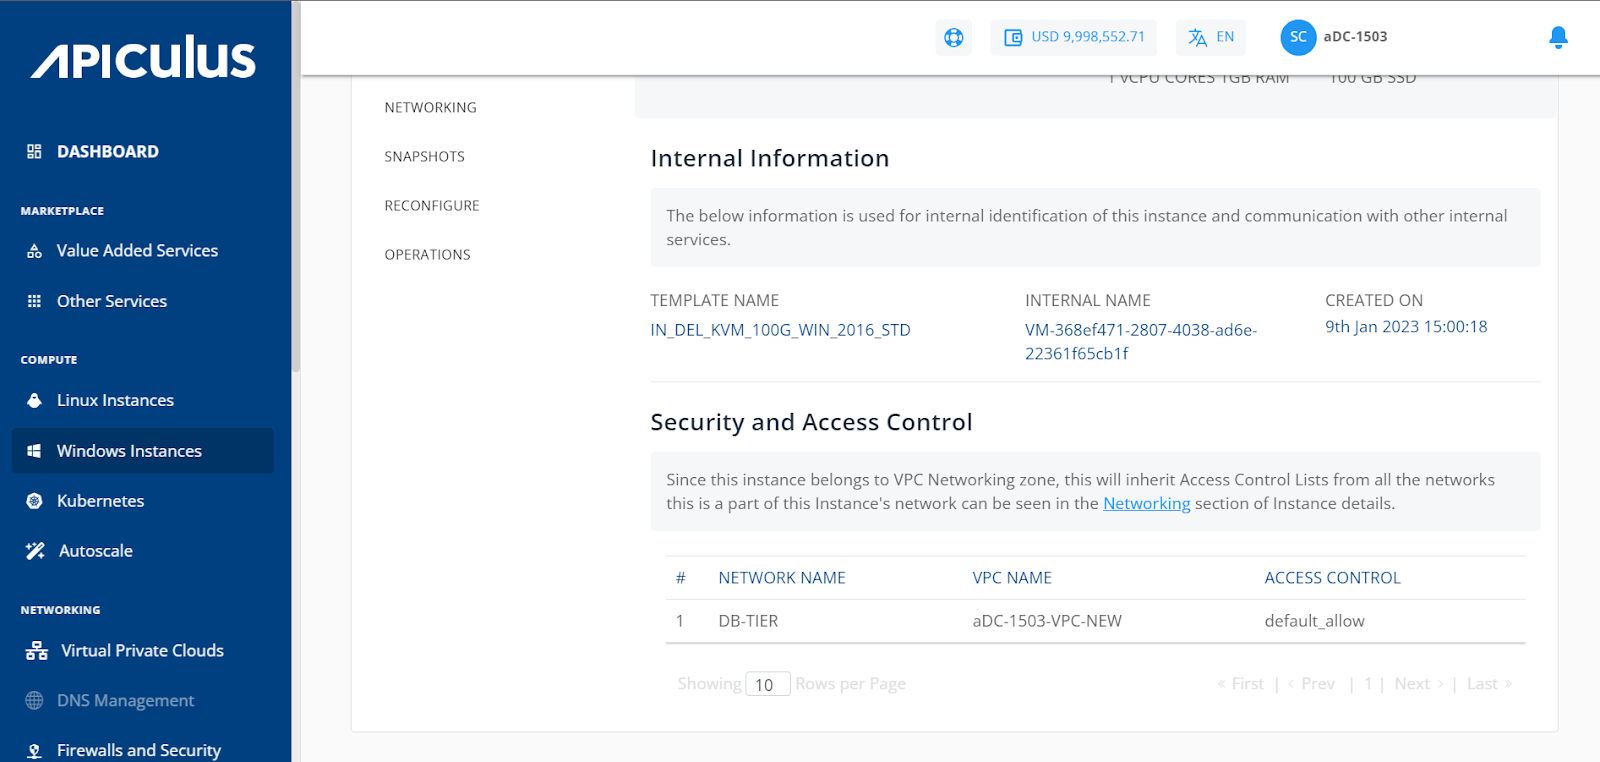 APICULUS
USD 9,998,552.71
EN
SC
aDC-1503
DASHBOARD
MARKETPLACE
Value Added Services
Other Services
COMPUTE
Linux Instances
Windows Instances
Kubernetes
Autoscale
NETWORKING
Virtual Private Clouds
DNS Management
Firewalls and Security
NETWORKING
SNAPSHOTS
RECONFIGURE
OPERATIONS
1 VCPU CORES 1GB RAM
100 GB SSD
Internal Information
The below information is used for internal identification of this instance and communication with other internal
services.
TEMPLATE NAME
IN_DEL_KVM_100G_WIN_2016_STD
INTERNAL NAME
VM-368ef471-2807-4038-ad6e-
22361f65cb1f
CREATED ON
9th Jan 2023 15:00:18
Security and Access Control
Since this instance belongs to VPC Networking zone, this will inherit Access Control Lists from all the networks
this is a part of this Instance's network can be seen in the Networking section of Instance details.
# NETWORK NAME VPC NAME ACCESS CONTROL
1 DB-TIER aDC-1503-VPC-NEW default_allow
Showing 10 Rows per Page
« First | ‹ Prev | 1 | Next › | Last »